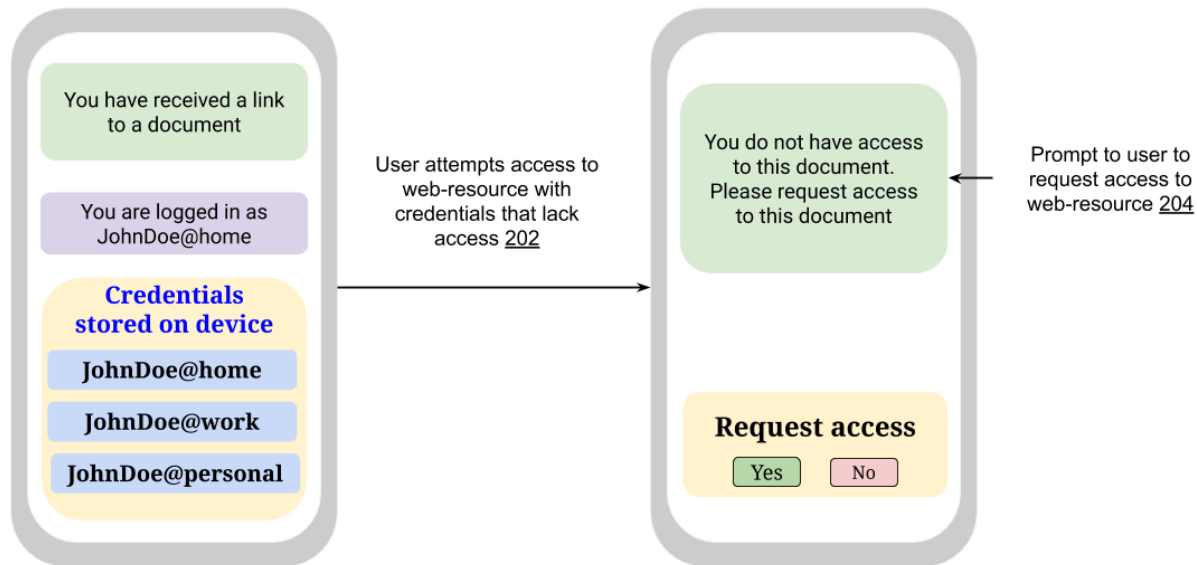 You have received a link
to a document
You are logged in as
JohnDoe@home
Credentials
stored on device
JohnDoe@home
JohnDoe@work
JohnDoe@personal
User attempts access to
web-resource with
credentials that lack
access 202
You do not have access
to this document.
Please request access
to this document
Request access
Yes
No
Prompt to user to
request access to
web-resource 204